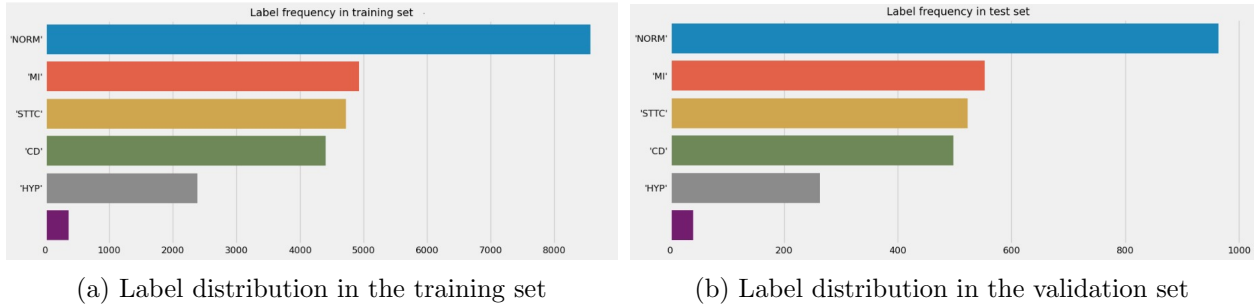 Label frequency in training set
'NORM'
'MI'
'STTC'
'CD'
'HYP'
0 1000 2000 3000 4000 5000 6000 7000 8000
(a) Label distribution in the training set
Label frequency in test set
'NORM'
'MI'
'STTC'
'CD'
'HYP'
0 200 400 600 800 1000
(b) Label distribution in the validation set